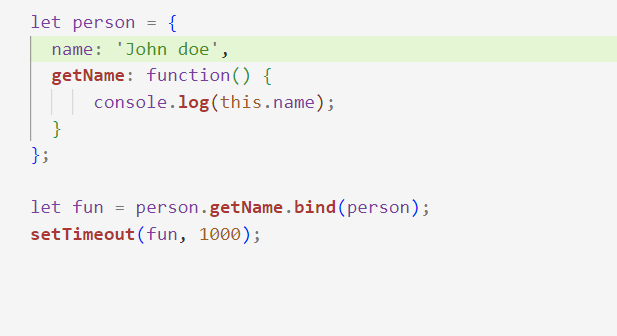 let person = {
  name: 'John doe',
  getName: function() {
      console.log(this.name);
  }
};
let fun = person.getName.bind(person);
setTimeout(fun, 1000);